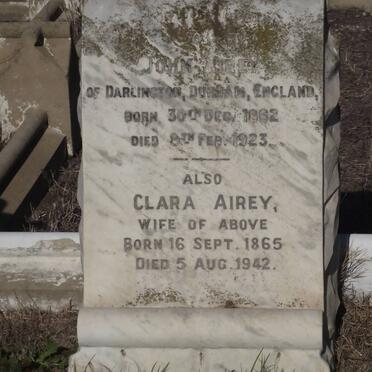 JOHN
OF DARLINGTON, DURHAM, ENGLAND,
BORN 30TH DEC. 1862
DIED 8TH FEB. 1923.
ALSO
CLARA AIREY,
WIFE OF ABOVE
BORN 16 SEPT. 1865
DIED 5 AUG. 1942.